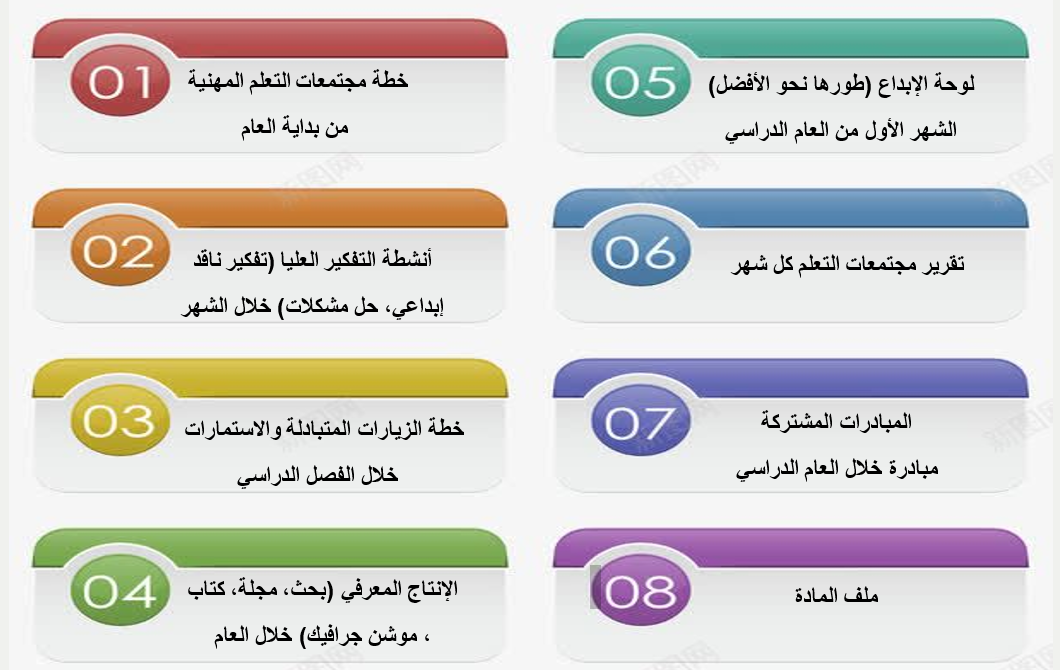 01
خطة مجتمعات التعلم المهنية
من بداية العام
02
أنشطة التفكير العليا (تفكير ناقد
إبداعي، حل مشكلات) خلال الشهر
03
خطة الزيارات المتبادلة والاستمارات
خلال الفصل الدراسي
04
الإنتاج المعرفي (بحث، مجلة، كتاب
، موشن جرافيك) خلال العام
05
لوحة الإبداع (طورها نحو الأفضل)
الشهر الأول من العام الدراسي
06
تقرير مجتمعات التعلم كل شهر
07
المبادرات المشتركة
مبادرة خلال العام الدراسي
08
ملف المادة